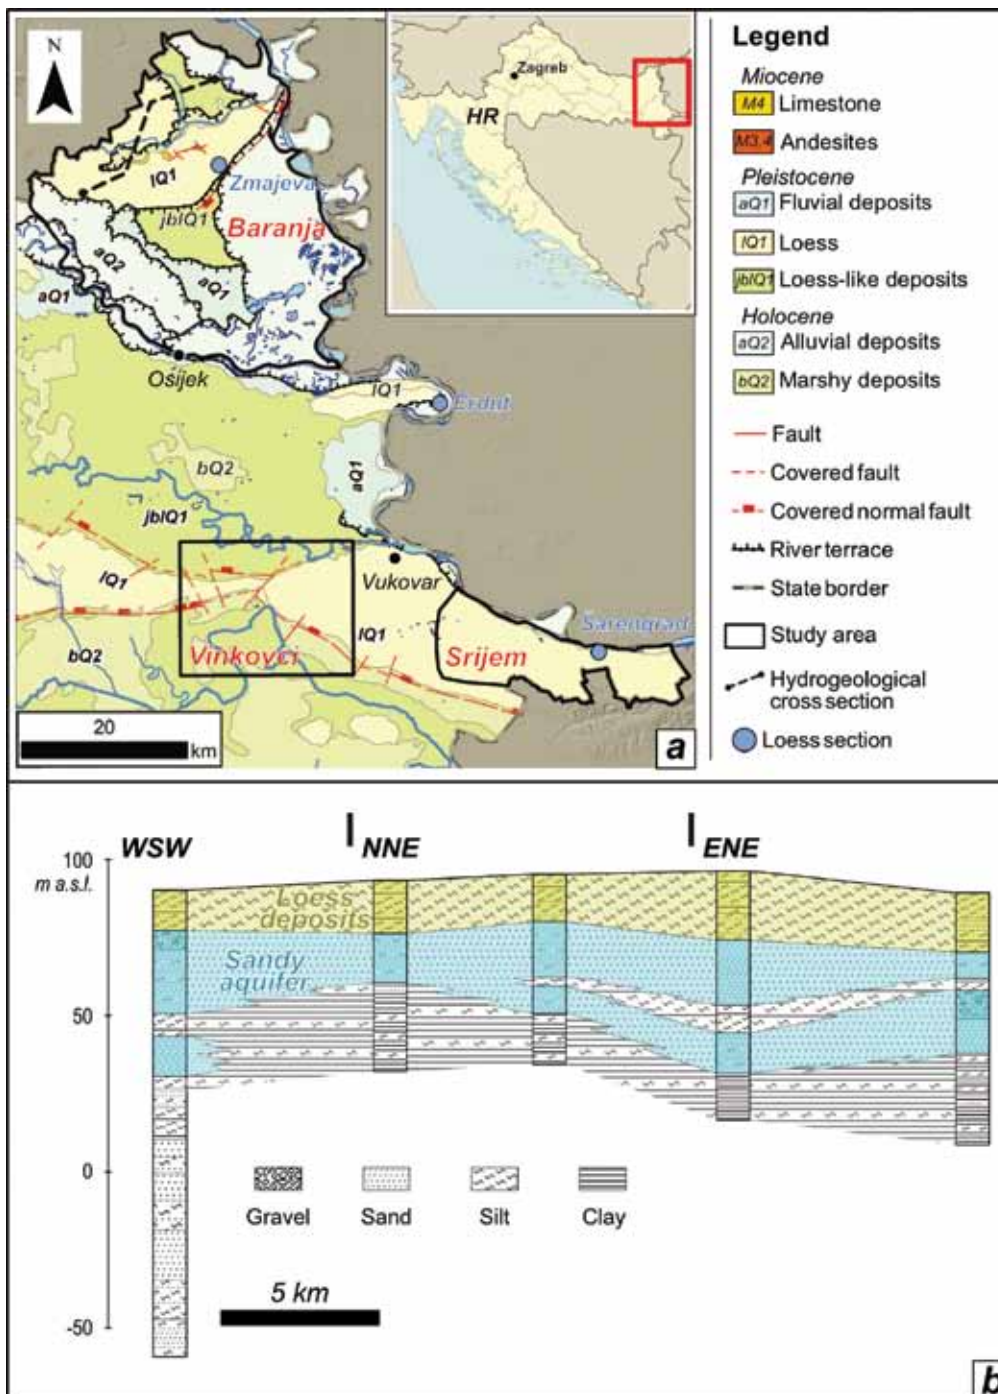 N
Zagreb
HR
lQ1
Zmajevac
jblQ1
Baranja
aQ2
aQ1
aQ1
Osijek
lQ1
Erdut
bQ2
aQ1
jblQ1
lQ1
Vukovar
lQ1
Šarengrad
Vinkovci
Srijem
bQ2
20
km
a
Legend
Miocene
M4 Limestone
M3,4 Andesites
Pleistocene
aQ1 Fluvial deposits
lQ1 Loess
jblQ1 Loess-like deposits
Holocene
aQ2 Alluvial deposits
bQ2 Marshy deposits
Fault
Covered fault
Covered normal fault
River terrace
State border
Study area
Hydrogeological
cross section
Loess section
WSW
NNE
ENE
100
m a.s.l.
50
0
-50
Loess
deposits
Sandy
aquifer
Gravel
Sand
Silt
Clay
5 km
b